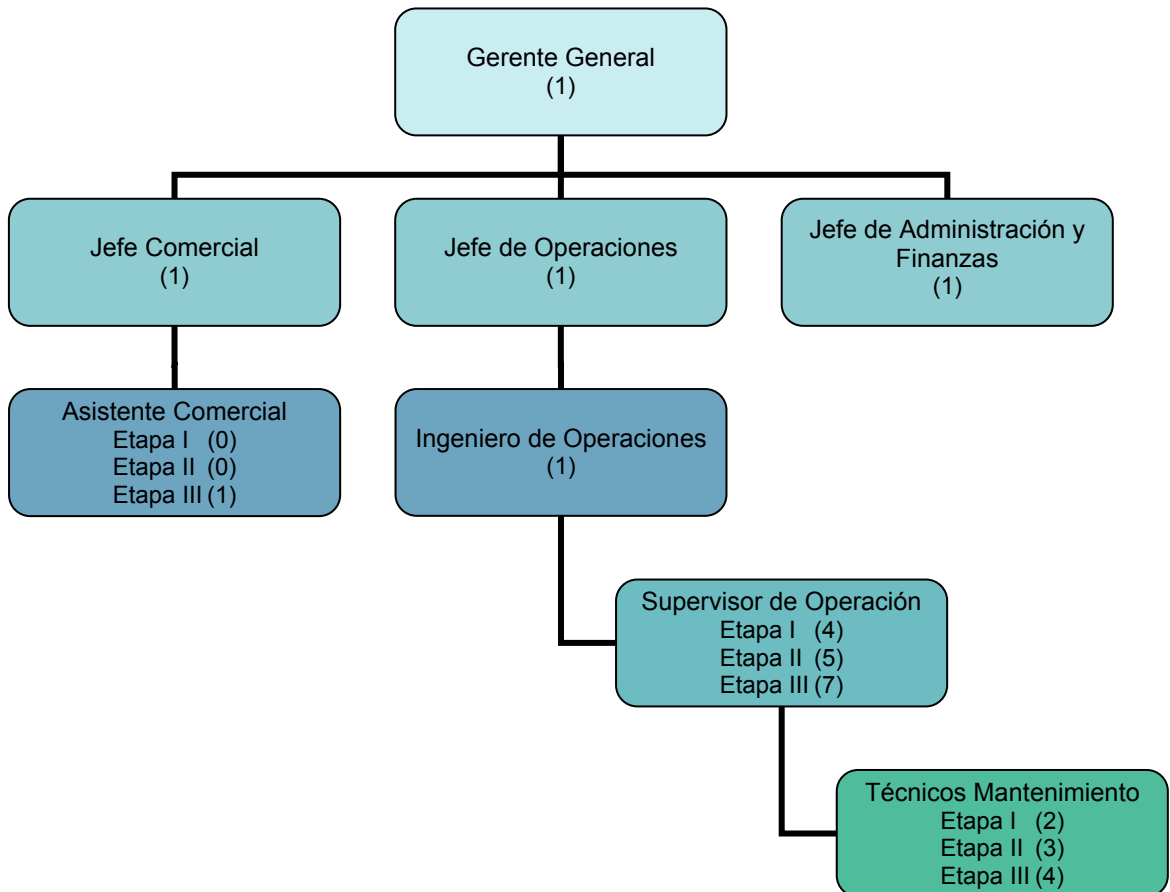 Gerente General
(1)
Jefe Comercial
(1)
Jefe de Operaciones
(1)
Jefe de Administración y
Finanzas
(1)
Asistente Comercial
Etapa I (0)
Etapa II (0)
Etapa III (1)
Ingeniero de Operaciones
(1)
Supervisor de Operación
Etapa I (4)
Etapa II (5)
Etapa III (7)
Técnicos Mantenimiento
Etapa I (2)
Etapa II (3)
Etapa III (4)